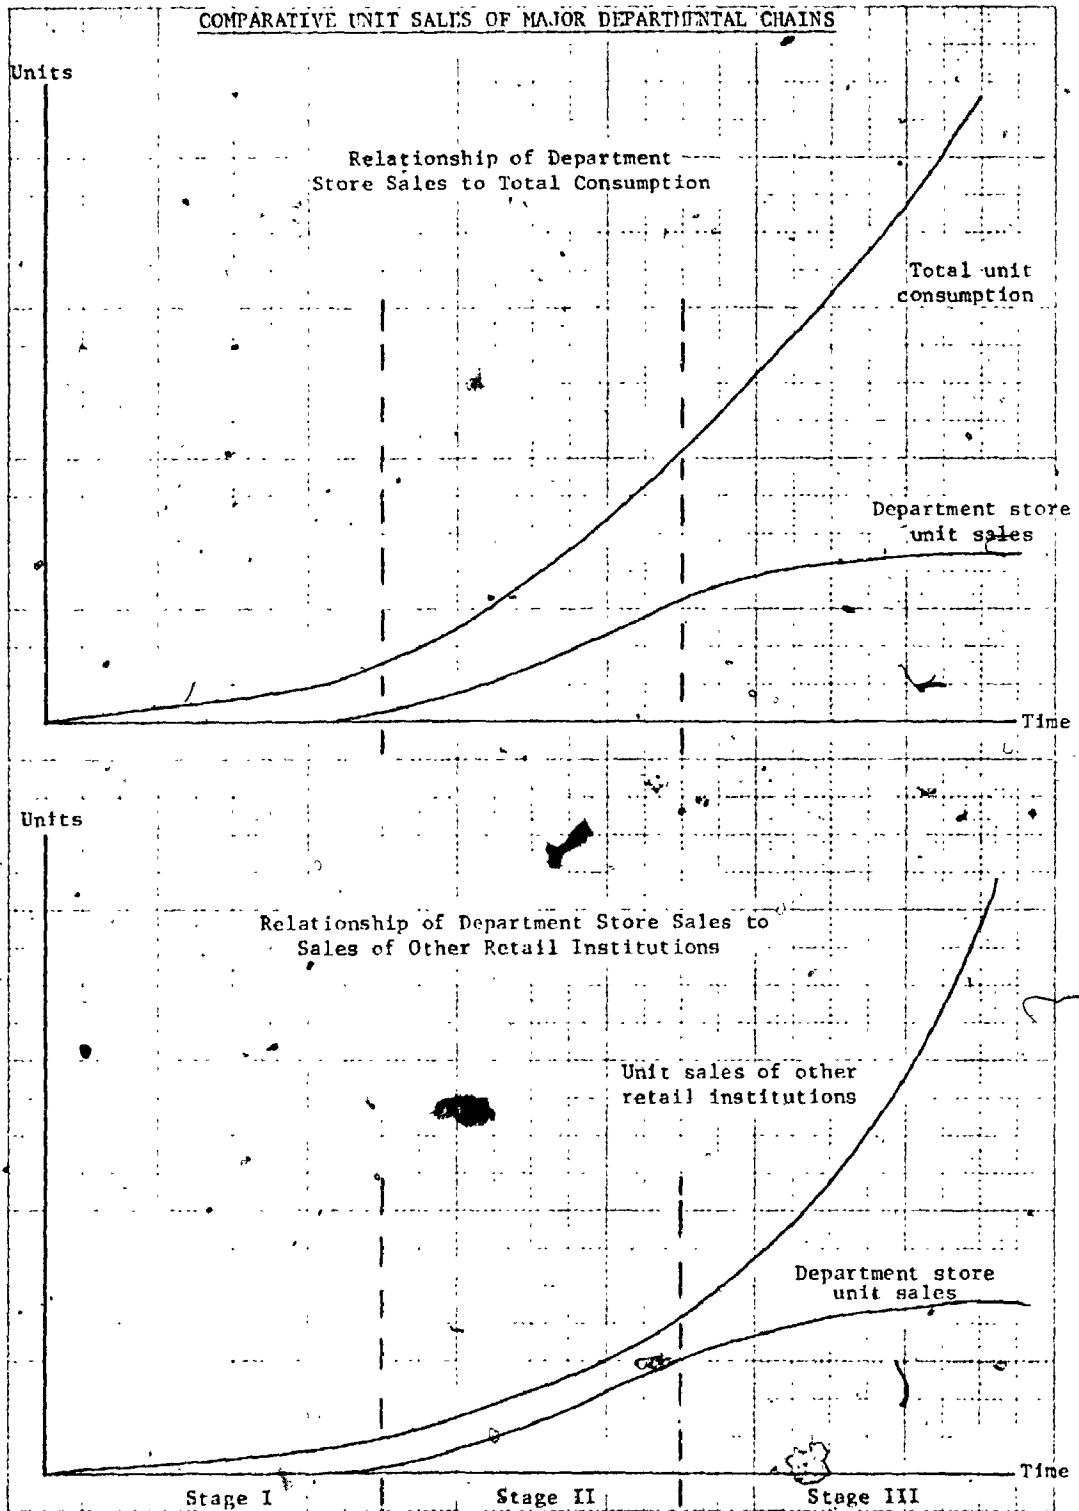 COMPARATIVE UNIT SALES OF MAJOR DEPARTMENTAL CHAINS
Units
Relationship of Department
Store Sales to Total Consumption
Total unit
consumption
Department store
unit sales
Time
Units
Relationship of Department Store Sales to
Sales of Other Retail Institutions
Unit sales of other
retail institutions
Department store
unit sales
Time
Stage I
Stage II
Stage III